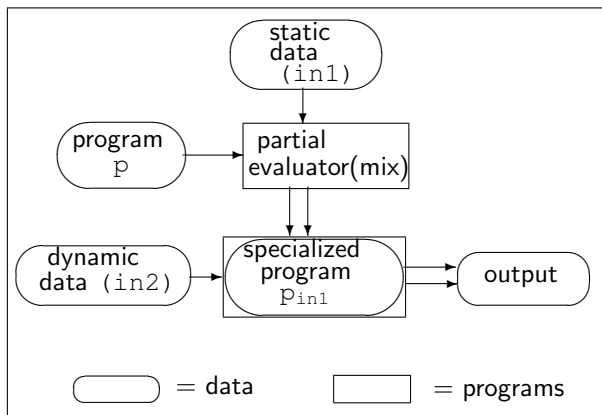 static
data
(in1)
program
p
partial
evaluator(mix)
dynamic
data (in2)
specialized
program
pin1
output
= data
= programs